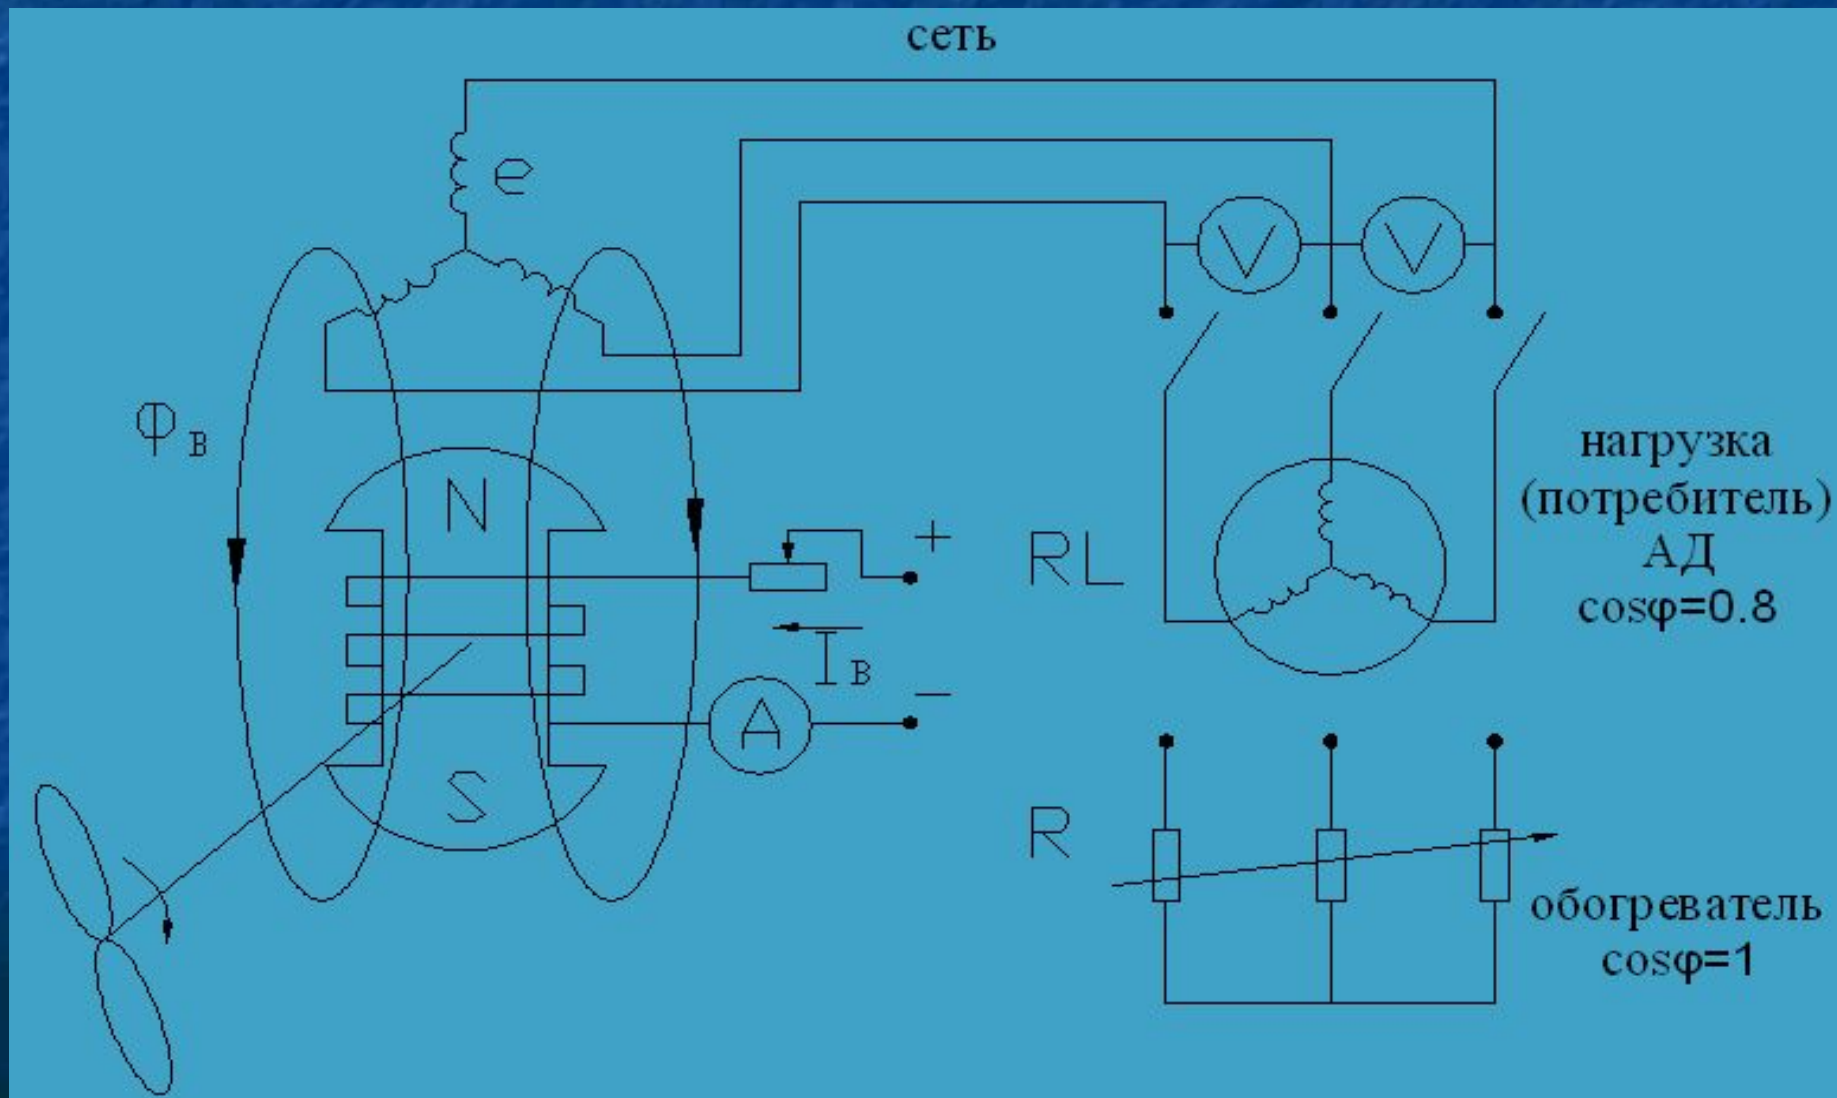 сеть
e
V V
φ B
N
+
RL
нагрузка
(потребитель)
АД
cosφ=0.8
I B
−
A
S
R
обогреватель
cosφ=1